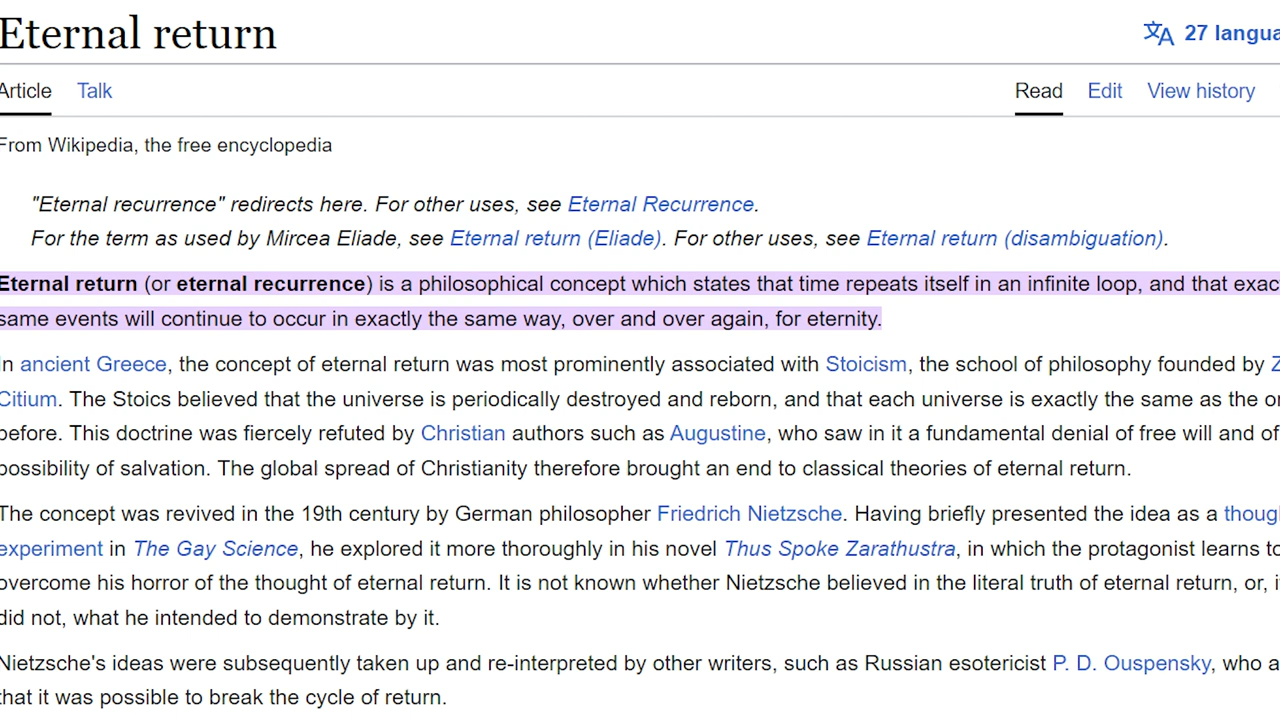 Eternal return
27 langua
Article Talk Read Edit View history
From Wikipedia, the free encyclopedia
"Eternal recurrence" redirects here. For other uses, see Eternal Recurrence.
For the term as used by Mircea Eliade, see Eternal return (Eliade). For other uses, see Eternal return (disambiguation).
Eternal return (or eternal recurrence) is a philosophical concept which states that time repeats itself in an infinite loop, and that exac
same events will continue to occur in exactly the same way, over and over again, for eternity.
In ancient Greece, the concept of eternal return was most prominently associated with Stoicism, the school of philosophy founded by Z
Citium. The Stoics believed that the universe is periodically destroyed and reborn, and that each universe is exactly the same as the o
before. This doctrine was fiercely refuted by Christian authors such as Augustine, who saw in it a fundamental denial of free will and of
possibility of salvation. The global spread of Christianity therefore brought an end to classical theories of eternal return.
The concept was revived in the 19th century by German philosopher Friedrich Nietzsche. Having briefly presented the idea as a thoug
experiment in The Gay Science, he explored it more thoroughly in his novel Thus Spoke Zarathustra, in which the protagonist learns to
overcome his horror of the thought of eternal return. It is not known whether Nietzsche believed in the literal truth of eternal return, or, i
did not, what he intended to demonstrate by it.
Nietzsche's ideas were subsequently taken up and re-interpreted by other writers, such as Russian esotericist P. D. Ouspensky, who a
that it was possible to break the cycle of return.